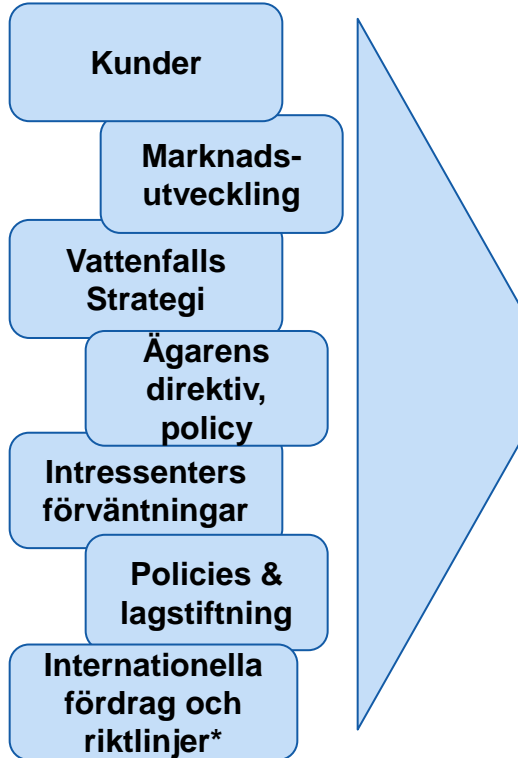 Kunder
Marknads-
utveckling
Vattenfalls
Strategi
Ägarens
direktiv,
policy
Intressenters
förväntningar
Policies &
lagstiftning
Internationella
fördrag och
riktlinjer*